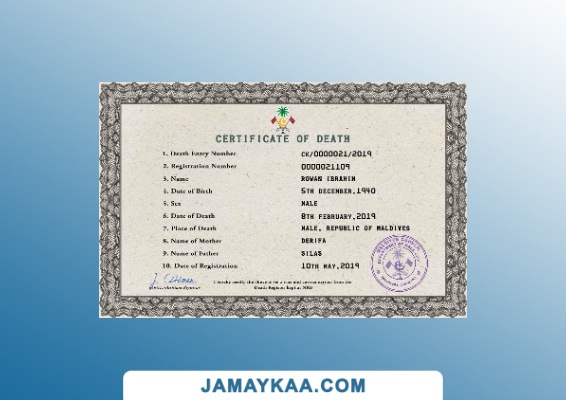 CERTIFICATE OF DEATH
1. Death Entry Number CR/0000021/2019
2. Registration Number 0000021109
3. Name ROWAN IBRAHIM
4. Date of Birth 5TH DECEMBER,1940
5. Sex MALE
6. Date of Death 8TH FEBRUARY,2019
7. Place of Death MALE, REPUBLIC OF MALDIVES
8. Name of Mother DERIFA
9. Name of Father SILAS
10. Date of Registration 10TH MAY,2019
I hereby certify that
JAMAYKAA.COM